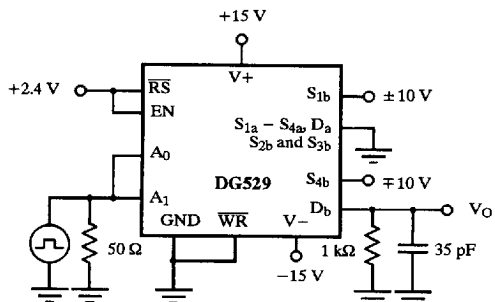 +15 V
V+
+2.4 V
RS
EN
S1b
±10 V
S1a – S4a, Da
S2b and S3b
A0
S4b
∓10 V
DG529
A1
Db
VO
GND
WR
V−
50 Ω
1 kΩ
35 pF
−15 V